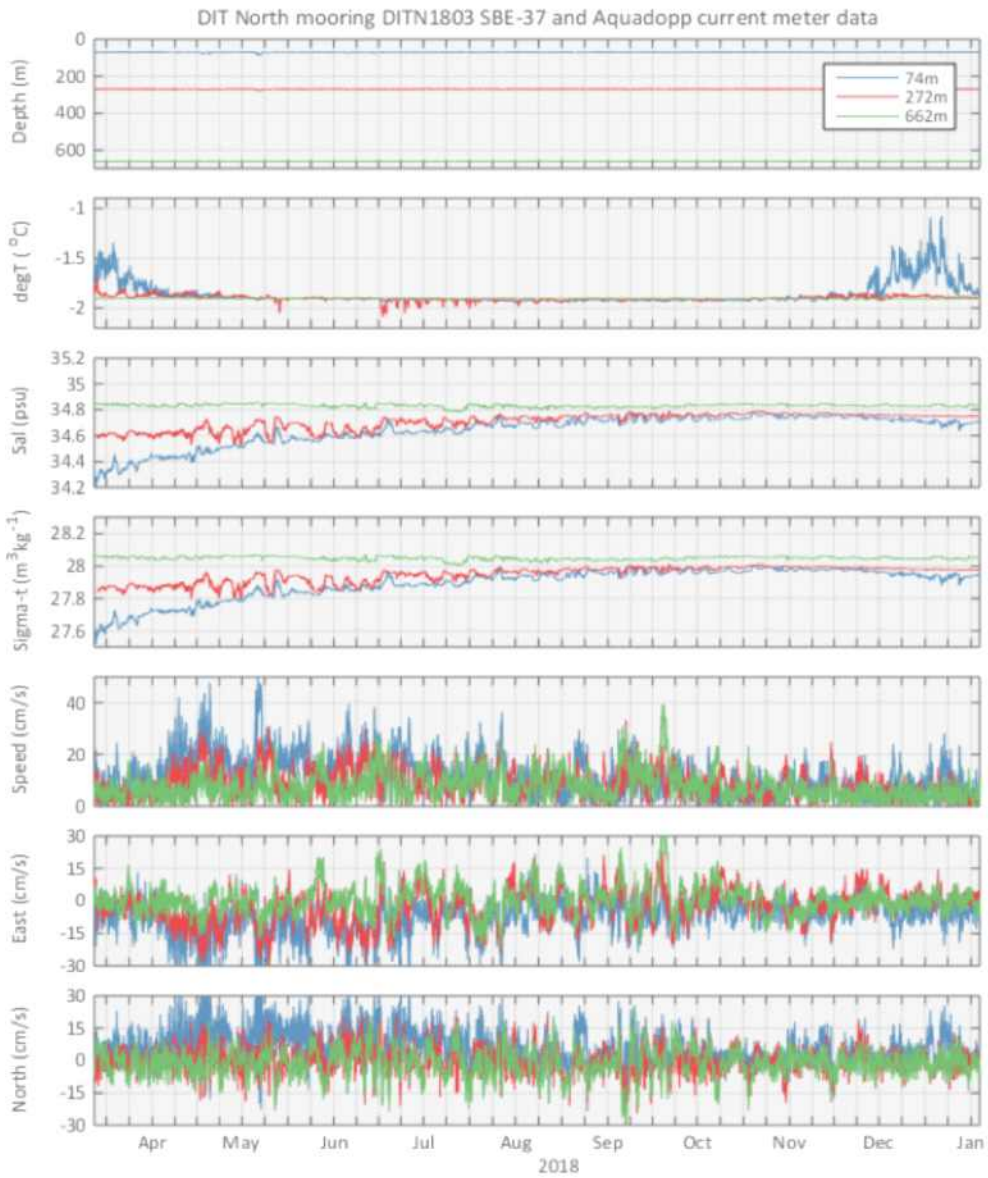 DIT North mooring DITN1803 SBE-37 and Aquadopp current meter data
Depth (m)
0
200
400
600
74m
272m
662m
degT ( °C)
-1
-1.5
-2
Sal (psu)
35.2
35
34.8
34.6
34.4
34.2
Sigma-t (m³kg⁻¹)
28.2
28
27.8
27.6
Speed (cm/s)
40
20
0
East (cm/s)
30
15
0
-15
-30
North (cm/s)
30
15
0
-15
-30
Apr May Jun Jul Aug Sep Oct Nov Dec Jan
2018